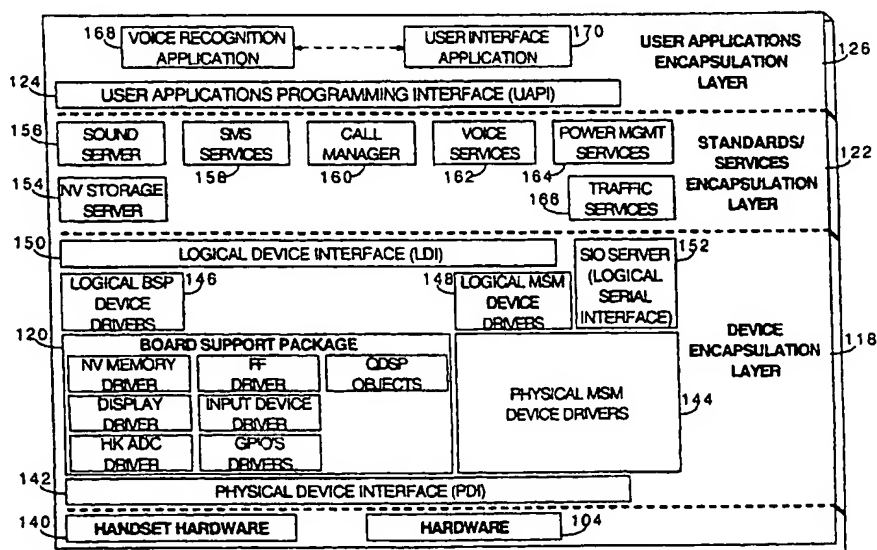 168 VOICE RECOGNITION APPLICATION
USER INTERFACE APPLICATION 170
USER APPLICATIONS ENCAPSULATION LAYER 126
124 USER APPLICATIONS PROGRAMMING INTERFACE (UAPI)
156 SOUND SERVER
SMS SERVICES 158
CALL MANAGER 160
VOICE SERVICES 162
POWER MGMT SERVICES 164
STANDARDS/ SERVICES ENCAPSULATION LAYER 122
154 NV STORAGE SERVER
166 TRAFFIC SERVICES
150 LOGICAL DEVICE INTERFACE (LDI)
SIO SERVER (LOGICAL SERIAL INTERFACE) 152
LOGICAL BSP DEVICE DRIVERS 146
148 LOGICAL MSM DEVICE DRIVERS
120 BOARD SUPPORT PACKAGE
NV MEMORY DRIVER
RF DRIVER
QDSP OBJECTS
DISPLAY DRIVER
INPUT DEVICE DRIVER
HK ADC DRIVER
GPIO'S DRIVERS
PHYSICAL MSM DEVICE DRIVERS 144
DEVICE ENCAPSULATION LAYER 118
142 PHYSICAL DEVICE INTERFACE (PDI)
140 HANDSET HARDWARE
HARDWARE 104